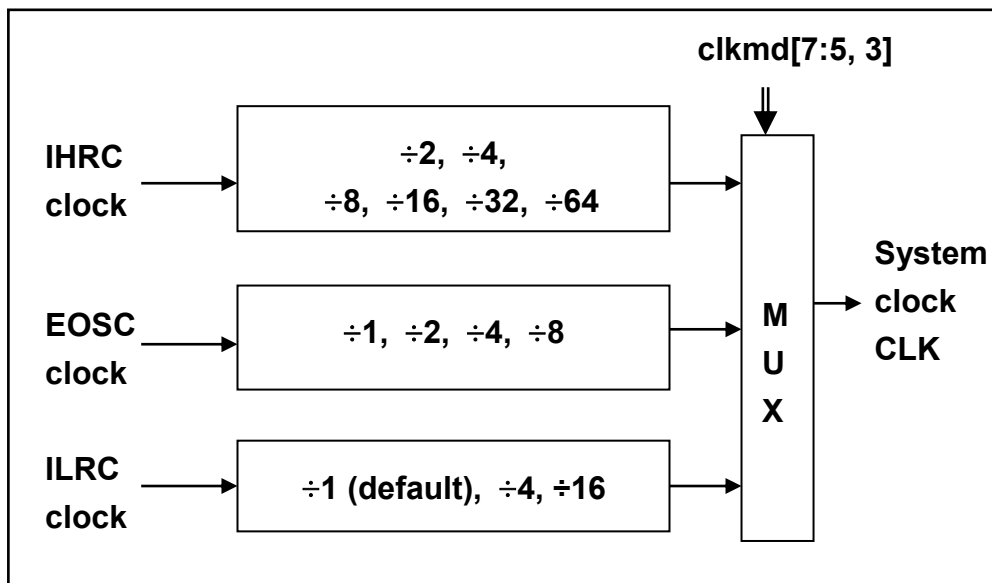 clkmd[7:5, 3]
IHRC
clock
÷2, ÷4,
÷8, ÷16, ÷32, ÷64
EOSC
clock
÷1, ÷2, ÷4, ÷8
ILRC
clock
÷1 (default), ÷4, ÷16
M
U
X
System
clock
CLK